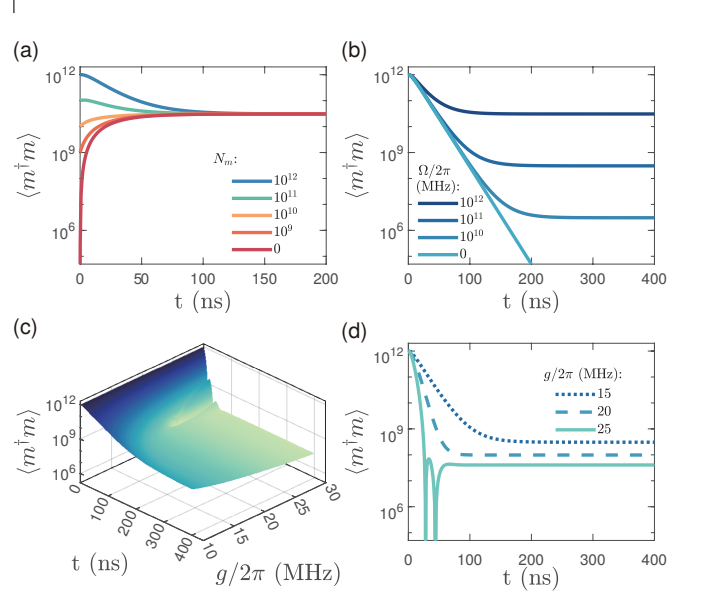 (a)
10¹²
10⁹
10⁶
⟨m†m⟩
N_m:
10¹²
10¹¹
10¹⁰
10⁹
0
0 50 100 150 200
t (ns)
(b)
10¹²
10⁹
10⁶
⟨m†m⟩
Ω/2π
(MHz):
10¹²
10¹¹
10¹⁰
0
0 100 200 300 400
t (ns)
(c)
10¹²
10⁹
10⁶
⟨m†m⟩
0 100 200 300 400
t (ns)
10 15 20 25 30
g/2π (MHz)
(d)
10¹²
10⁹
10⁶
⟨m†m⟩
g/2π (MHz):
15
20
25
0 100 200 300 400
t (ns)